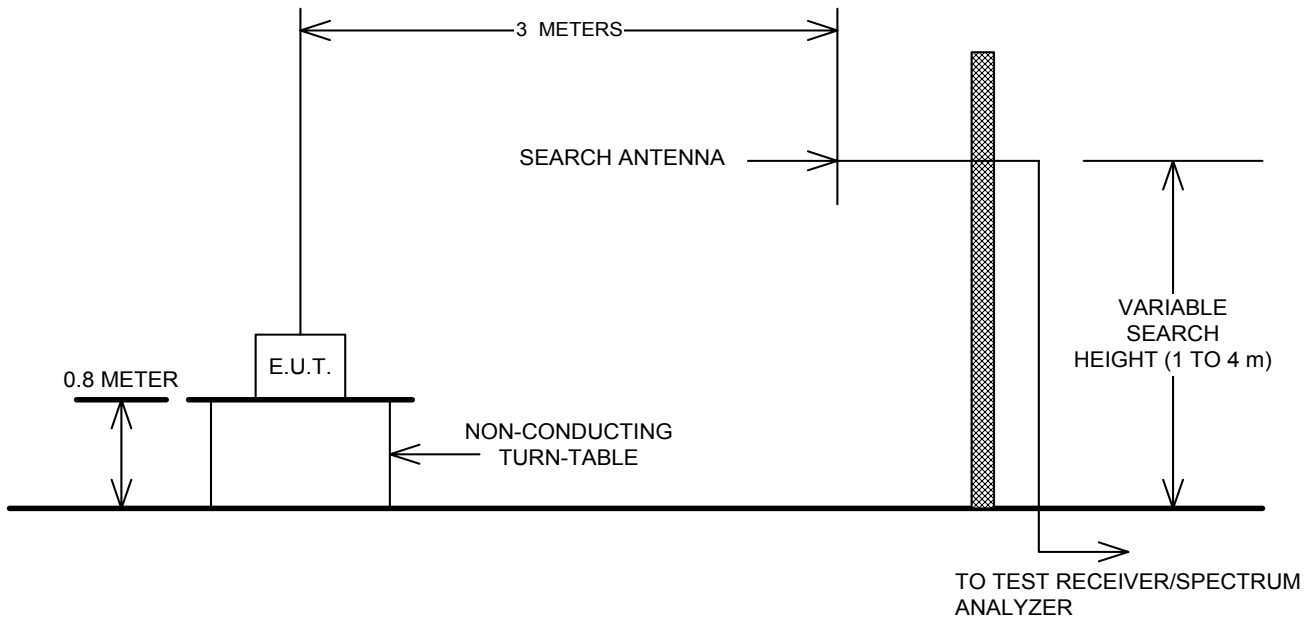 3 METERS
SEARCH ANTENNA
VARIABLE
SEARCH
HEIGHT (1 TO 4 m)
E.U.T.
0.8 METER
NON-CONDUCTING
TURN-TABLE
TO TEST RECEIVER/SPECTRUM
ANALYZER